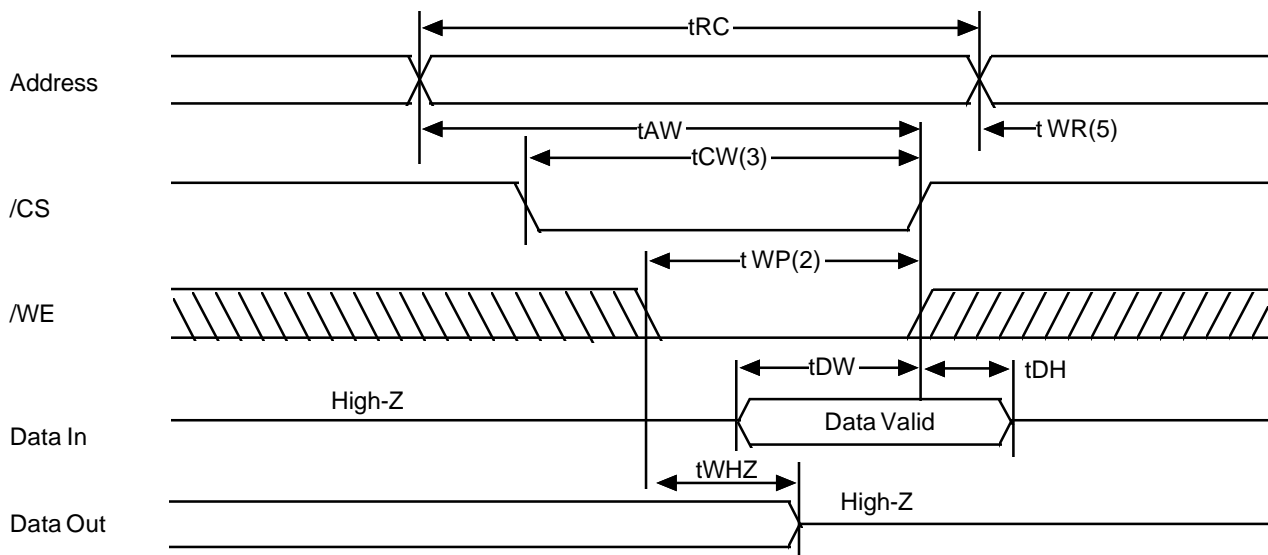 tRC
Address
tAW
t WR(5)
tCW(3)
/CS
t WP(2)
/WE
tDW
tDH
High-Z
Data Valid
Data In
tWHZ
High-Z
Data Out